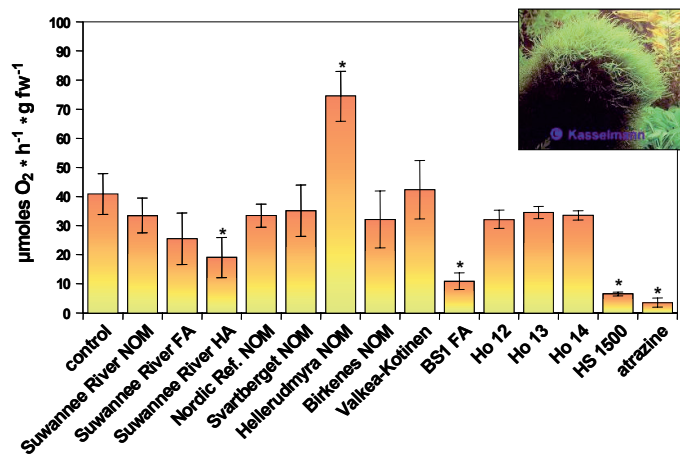 µmoles O₂ * h⁻¹ *g fw⁻¹
100
90
80
70
60
50
40
30
20
10
0
*
*
*
*
*
© Kasselmann
control
Suwannee River NOM
Suwannee River FA
Suwannee River HA
Nordic Ref. NOM
Svartberget NOM
Hellerudmyra NOM
Birkenes NOM
Valkea-Kotinen
BS1 FA
Ho 12
Ho 13
Ho 14
HS 1500
atrazine